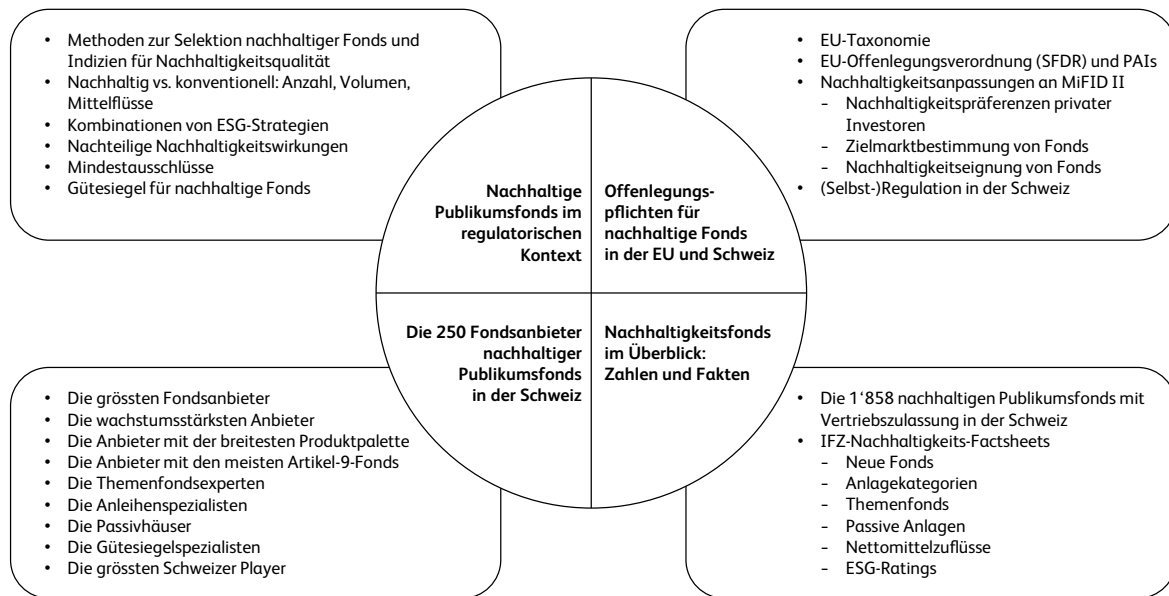 • Methoden zur Selektion nachhaltiger Fonds und
Indizien für Nachhaltigkeitsqualität
• Nachhaltig vs. konventionell: Anzahl, Volumen,
Mittelflüsse
• Kombinationen von ESG-Strategien
• Nachteilige Nachhaltigkeitswirkungen
• Mindestausschlüsse
• Gütesiegel für nachhaltige Fonds
• EU-Taxonomie
• EU-Offenlegungsverordnung (SFDR) und PAIs
• Nachhaltigkeitsanpassungen an MiFID II
– Nachhaltigkeitspräferenzen privater
Investoren
– Zielmarktbestimmung von Fonds
– Nachhaltigkeitseignung von Fonds
• (Selbst-)Regulation in der Schweiz
Nachhaltige
Publikumsfonds im
regulatorischen
Kontext
Offenlegungs-
pflichten für
nachhaltige Fonds
in der EU und Schweiz
Die 250 Fondsanbieter
nachhaltiger
Publikumsfonds
in der Schweiz
Nachhaltigkeitsfonds
im Überblick:
Zahlen und Fakten
• Die grössten Fondsanbieter
• Die wachstumsstärksten Anbieter
• Die Anbieter mit der breitesten Produktpalette
• Die Anbieter mit den meisten Artikel-9-Fonds
• Die Themenfondsexperten
• Die Anleihenspezialisten
• Die Passivhäuser
• Die Gütesiegelspezialisten
• Die grössten Schweizer Player
• Die 1‘858 nachhaltigen Publikumsfonds mit
Vertriebszulassung in der Schweiz
• IFZ-Nachhaltigkeits-Factsheets
– Neue Fonds
– Anlagekategorien
– Themenfonds
– Passive Anlagen
– Nettomittelzuflüsse
– ESG-Ratings